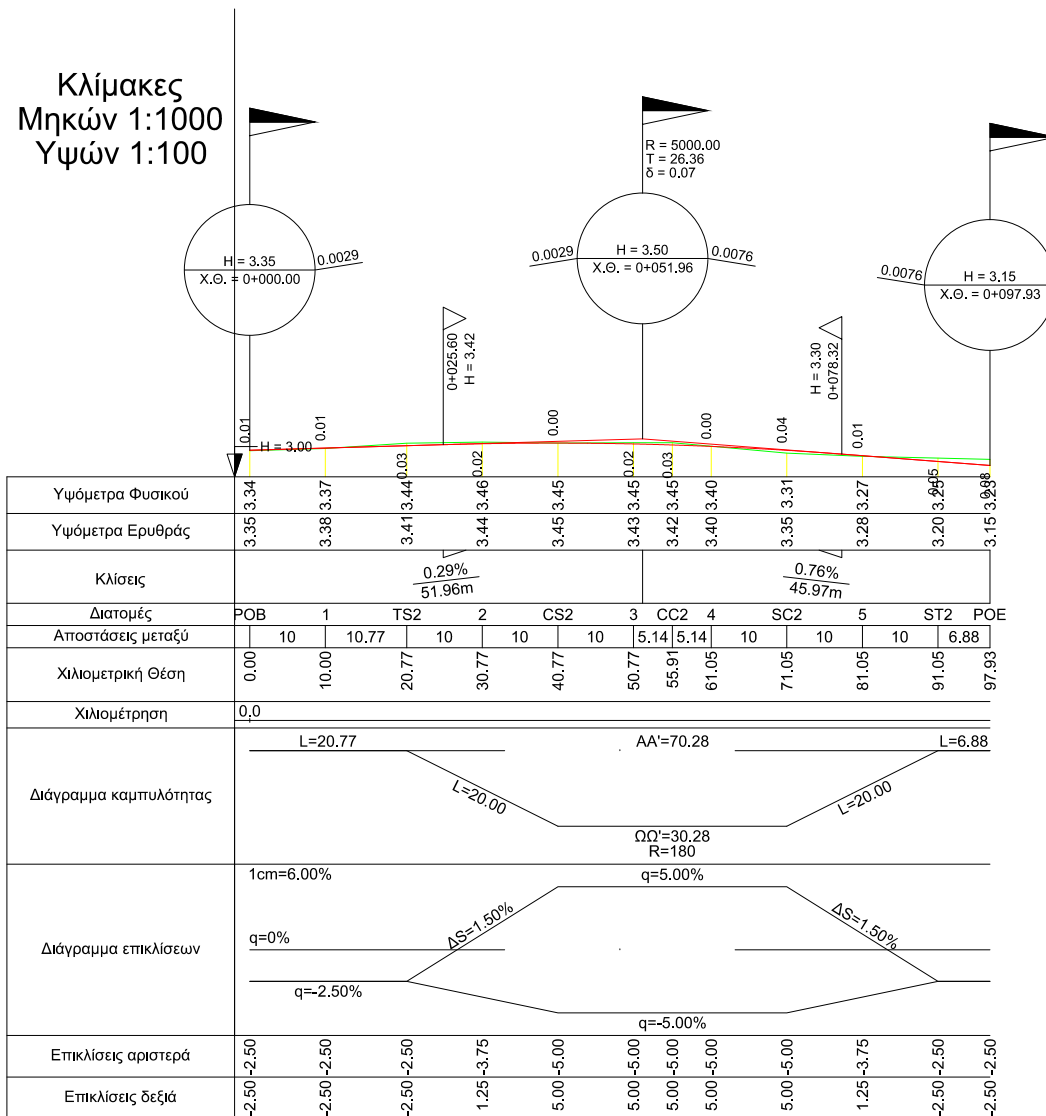 Κλίμακες
Μηκών 1:1000
Υψών 1:100
R = 5000.00
T = 26.36
δ = 0.07
H = 3.35
Χ.Θ. = 0+000.00
0.0029
0.0029
H = 3.50
Χ.Θ. = 0+051.96
0.0076
0.0076
H = 3.15
Χ.Θ. = 0+097.93
0+025.60
H = 3.42
H = 3.30
0+078.32
0.01 0.01 0.03 0.02 0.00 0.02 0.03 0.00 0.04 0.01 0.05 0.08
H = 3.00
Υψόμετρα Φυσικού 3.34 3.37 3.44 3.46 3.45 3.45 3.45 3.40 3.31 3.27 3.25 3.23
Υψόμετρα Ερυθράς 3.35 3.38 3.41 3.44 3.45 3.43 3.42 3.40 3.35 3.28 3.20 3.15
Κλίσεις 0.29% 0.76%
51.96m 45.97m
Διατομές POB 1 TS2 2 CS2 3 CC2 4 SC2 5 ST2 POE
Αποστάσεις μεταξύ 10 10.77 10 10 10 5.14 5.14 10 10 10 6.88
Χιλιομετρική Θέση 0.00 10.00 20.77 30.77 40.77 50.77 55.91 61.05 71.05 81.05 91.05 97.93
Χιλιομέτρηση 0.0
L=20.77 AA'=70.28 L=6.88
Διάγραμμα καμπυλότητας
L=20.00 L=20.00
ΩΩ'=30.28
R=180
1cm=6.00% q=5.00%
ΔS=1.50% ΔS=1.50%
Διάγραμμα επικλίσεων
q=0%
q=-2.50%
q=-5.00%
Επικλίσεις αριστερά -2.50 -2.50 -2.50 -3.75 -5.00 -5.00 -5.00 -5.00 -5.00 -3.75 -2.50 -2.50
Επικλίσεις δεξιά -2.50 -2.50 -2.50 1.25 5.00 5.00 5.00 5.00 5.00 1.25 -2.50 -2.50